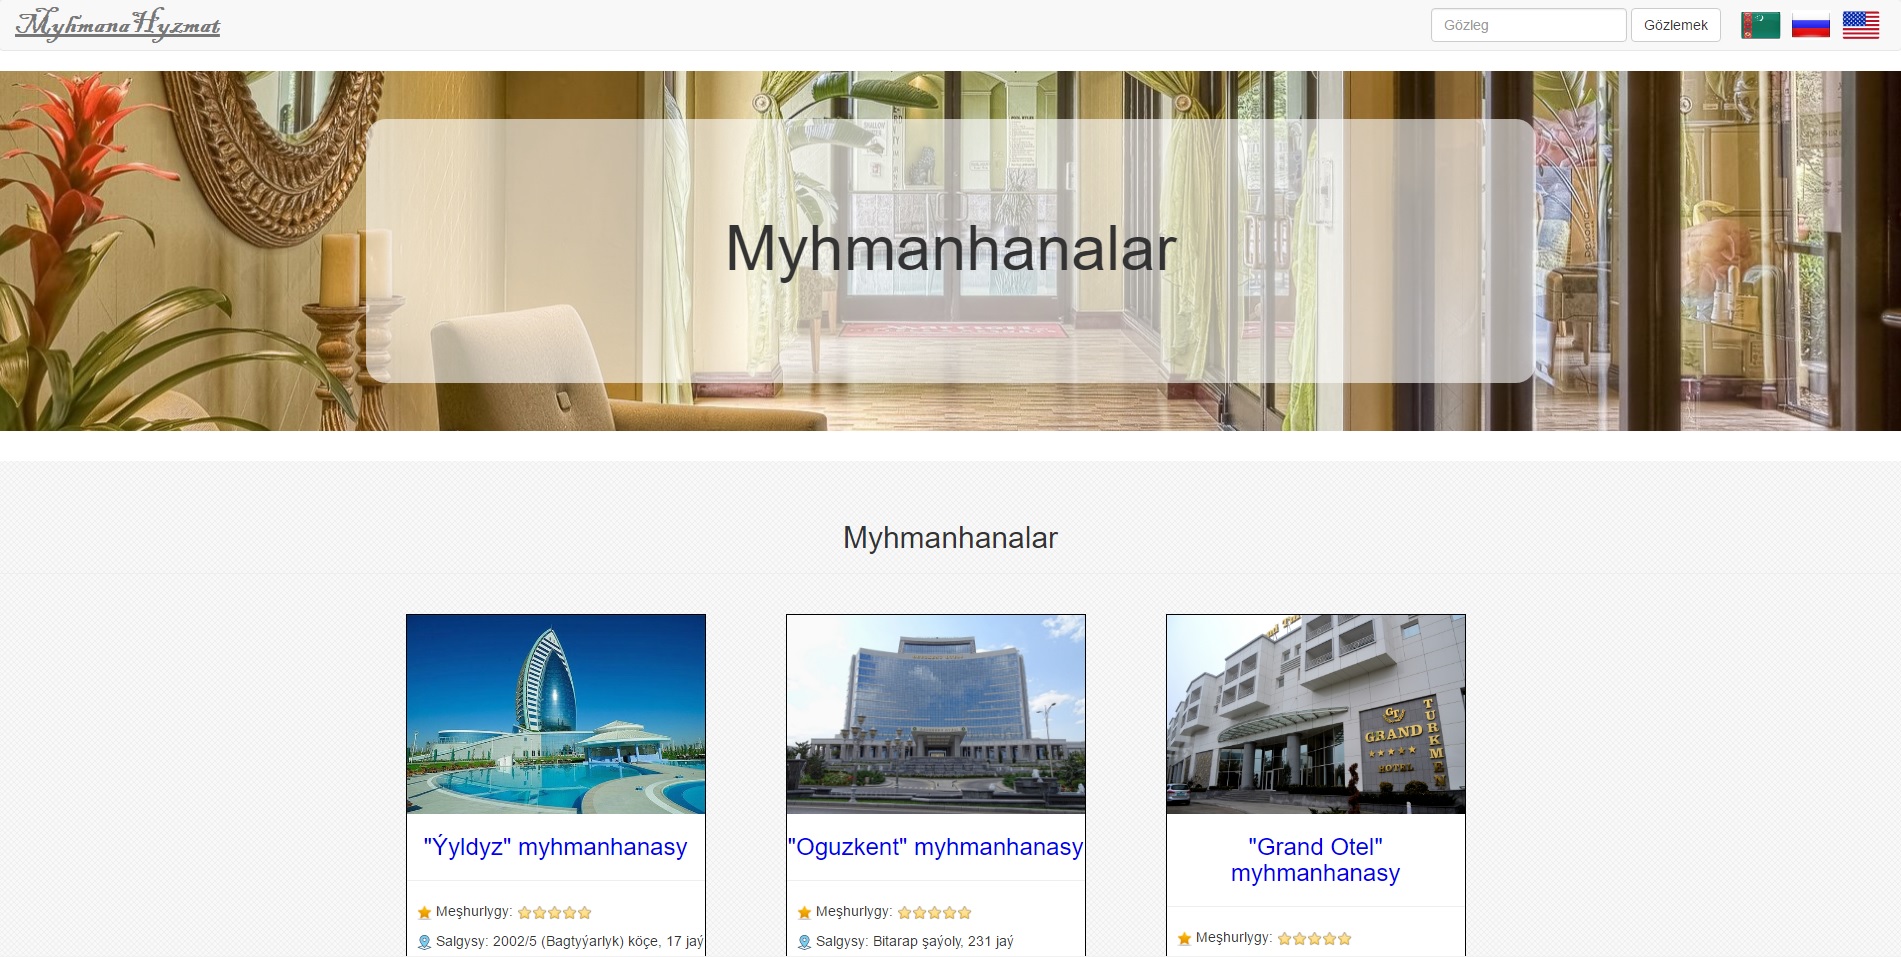 MyhmanaHyzmat
Gözleg
Gözlemek
Myhmanhanalar
Myhmanhanalar
GRAND
TURKMEN
HOTEL
"Ýyldyz" myhmanhanasy
"Oguzkent" myhmanhanasy
"Grand Otel"
myhmanhanasy
Meşhurlygy:
Meşhurlygy:
Meşhurlygy:
Salgysy: 2002/5 (Bagtyýarlyk) köçe, 17 jaý
Salgysy: Bitarap şaýoly, 231 jaý